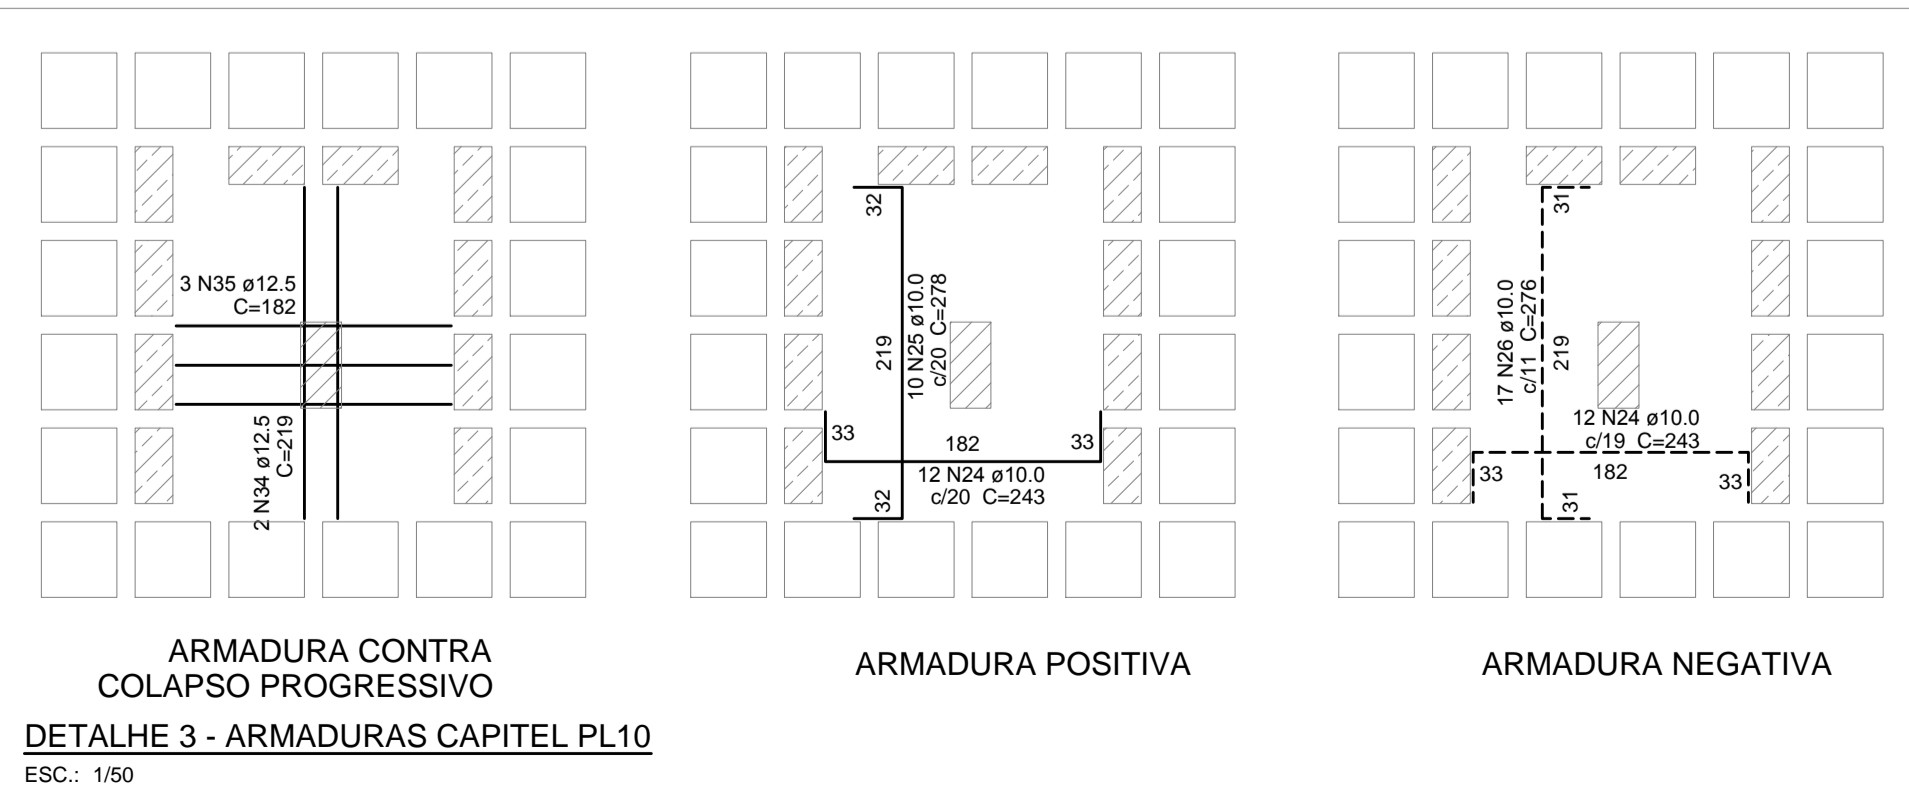 3 N35 ø12.5
C=182
2 N34 ø12.5
C=219
ARMADURA CONTRA
COLAPSO PROGRESSIVO
32
219
10 N25 ø10.0
c/20 C=278
33
182
33
12 N24 ø10.0
c/20 C=243
32
ARMADURA POSITIVA
31
17 N26 ø10.0
c/11 C=276
219
12 N24 ø10.0
c/19 C=243
33
182
33
31
ARMADURA NEGATIVA
DETALHE 3 - ARMADURAS CAPITEL PL10
ESC.: 1/50